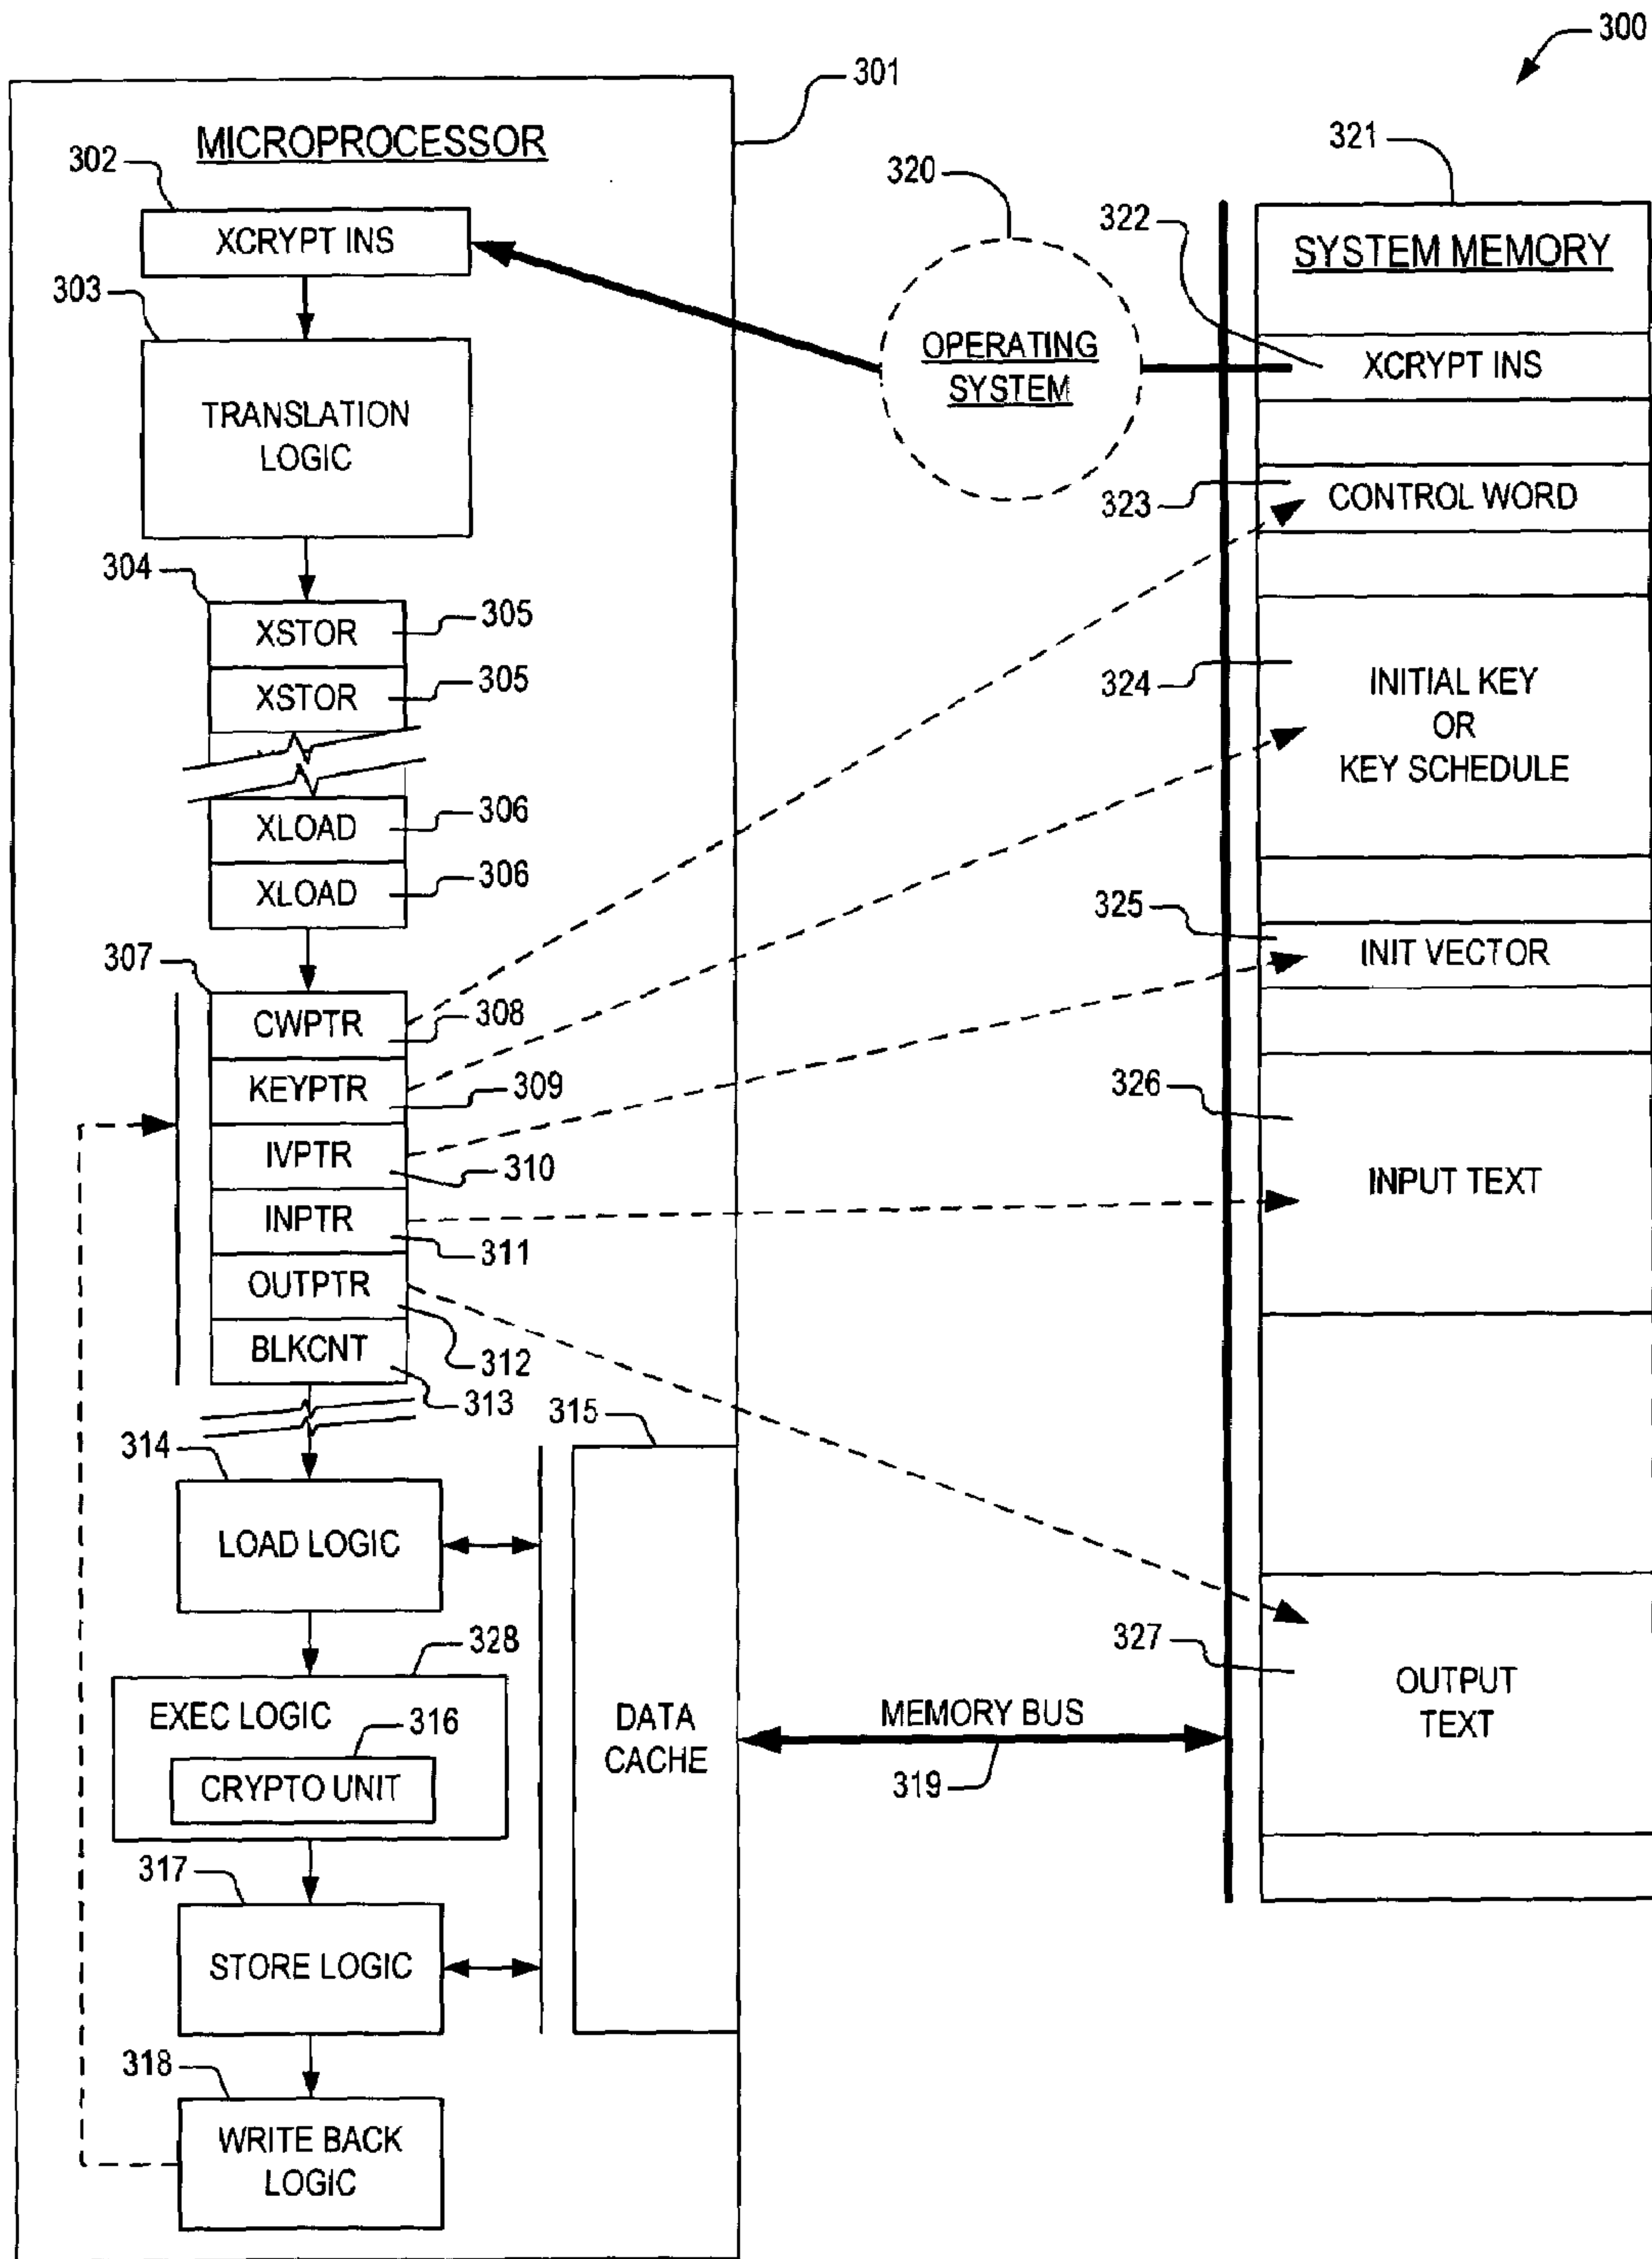 300
301
MICROPROCESSOR
302
XCRYPT INS
303
TRANSLATION
LOGIC
304
XSTOR
305
XSTOR
305
XLOAD
306
XLOAD
306
307
CWPTR
308
KEYPTR
309
IVPTR
310
INPTR
311
OUTPTR
312
BLKCNT
313
314
LOAD LOGIC
315
DATA
CACHE
328
EXEC LOGIC
316
CRYPTO UNIT
317
STORE LOGIC
318
WRITE BACK
LOGIC
320
OPERATING
SYSTEM
MEMORY BUS
319
321
SYSTEM MEMORY
322
XCRYPT INS
323
CONTROL WORD
324
INITIAL KEY
OR
KEY SCHEDULE
325
INIT VECTOR
326
INPUT TEXT
327
OUTPUT
TEXT